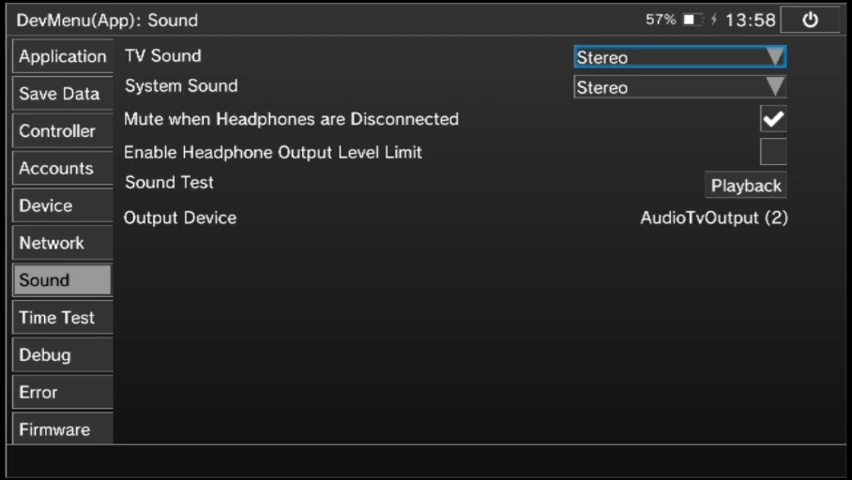 DevMenu(App): Sound
57% 13:58
Application
Save Data
Controller
Accounts
Device
Network
Sound
Time Test
Debug
Error
Firmware
TV Sound Stereo
System Sound Stereo
Mute when Headphones are Disconnected
Enable Headphone Output Level Limit
Sound Test Playback
Output Device AudioTvOutput (2)